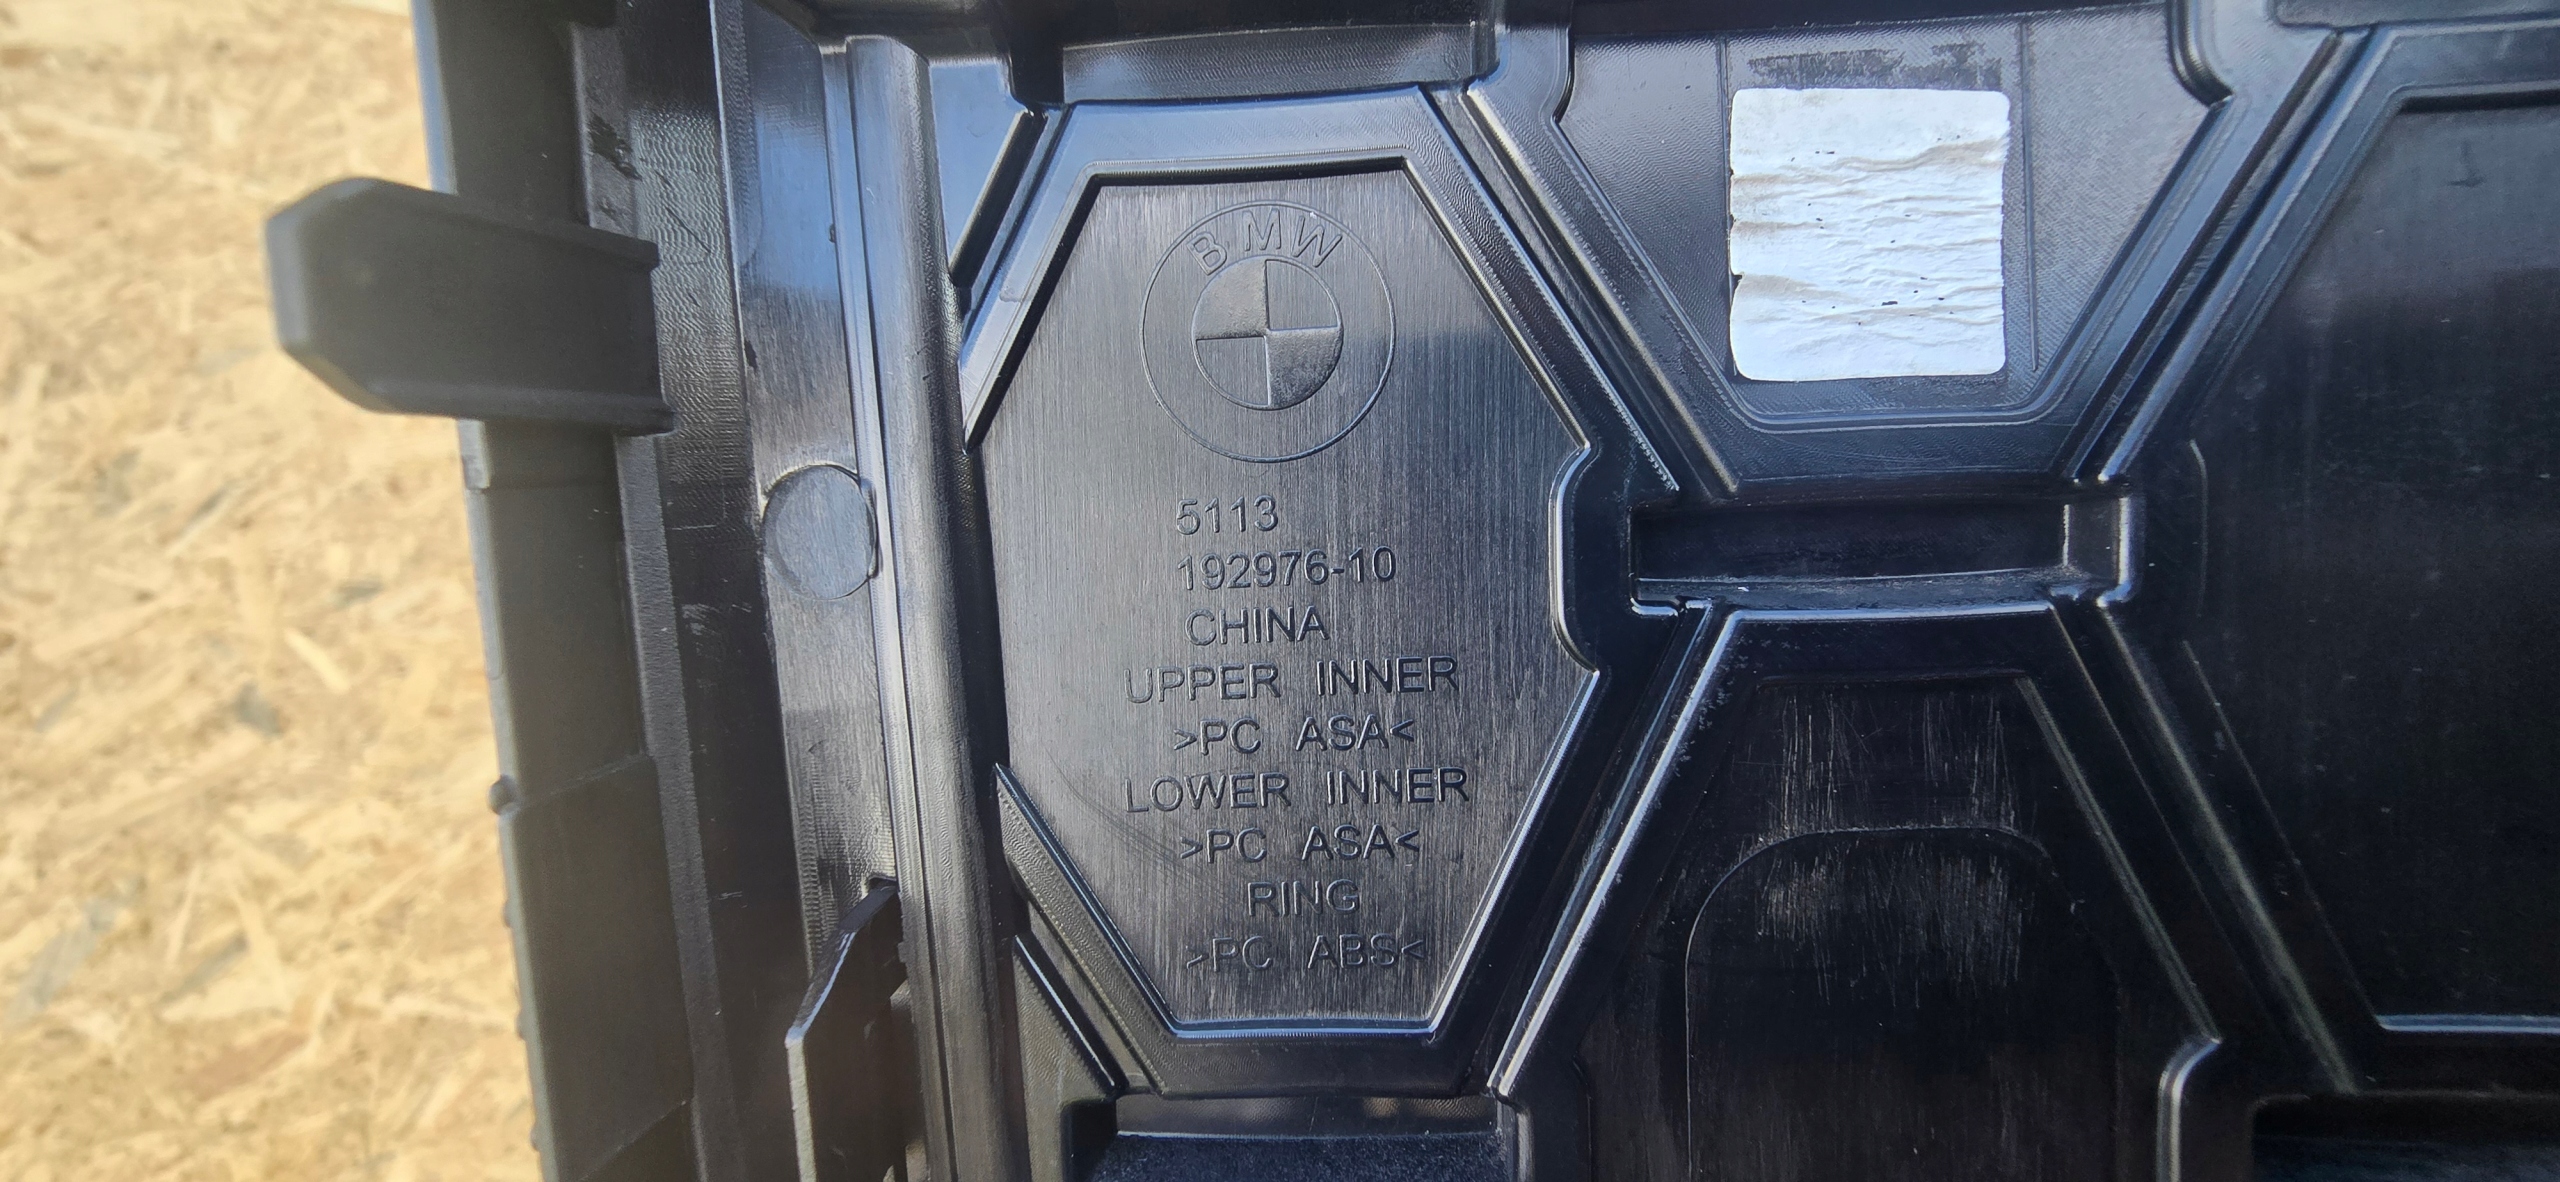 BMW
5113
192976-10
CHINA
UPPER INNER
>PC ASA<
LOWER INNER
>PC ASA<
RING
>PC ABS<